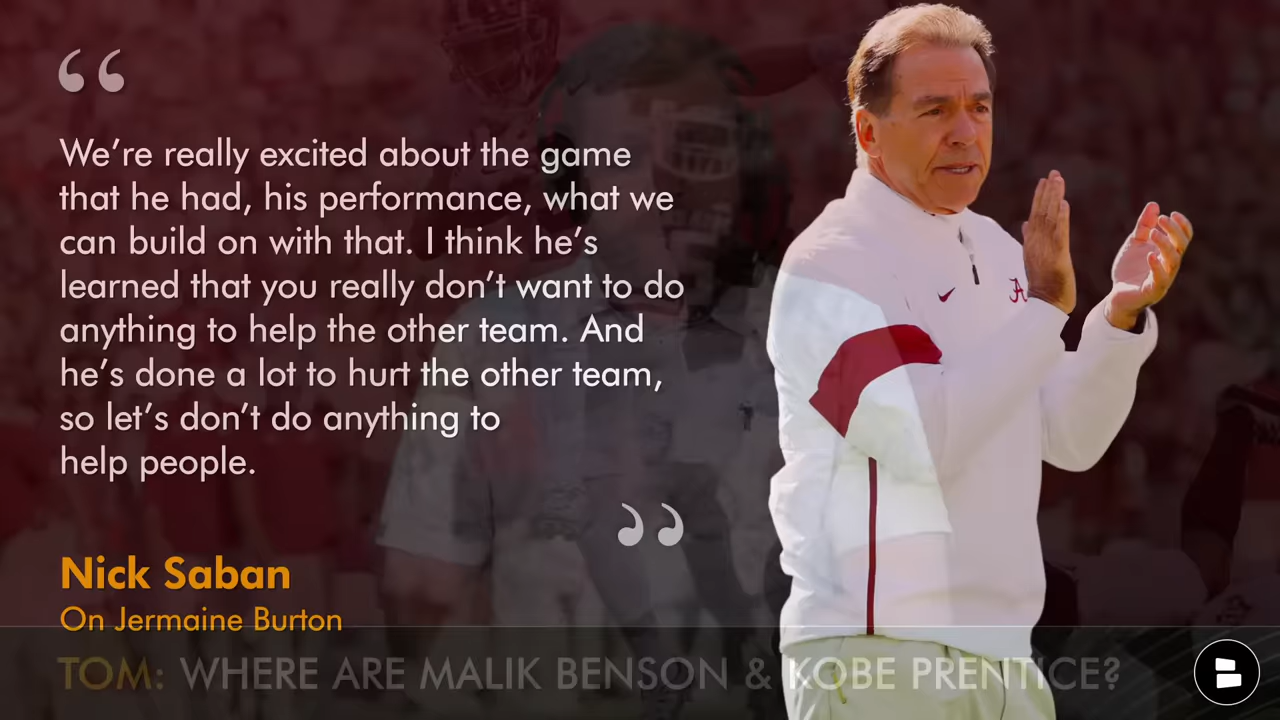 We’re really excited about the game
that he had, his performance, what we
can build on with that. I think he’s
learned that you really don’t want to do
anything to help the other team. And
he’s done a lot to hurt the other team,
so let’s don’t do anything to
help people.
Nick Saban
On Jermaine Burton
TOM: WHERE ARE MALIK BENSON & KOBE PRENTICE?